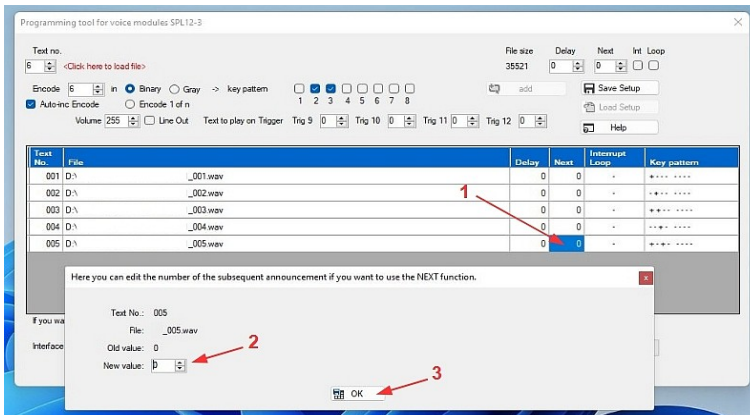 Programming tool for voice modules SPL12-3
Text no. File size Delay Next Int Loop
6 <Click here to load file> 35521 0 0
Encode 6 in Binary Gray -> key pattern add Save Setup
Auto-inc Encode Encode 1 of n 1 2 3 4 5 6 7 8 Load Setup
Volume 255 Line Out Text to play on Trigger Trig 9 0 Trig 10 0 Trig 11 0 Trig 12 0 Help
Text No. File Delay Next Interrupt Loop Key pattern
001 D:\ _001.wav 0 0 - +--- ----
002 D:\ _002.wav 0 0 - -+-- ----
003 D:\ _003.wav 0 0 - ++-- ----
004 D:\ _004.wav 0 0 - --+- ----
005 D:\ _005.wav 0 0 - +-+- ----
1
Here you can edit the number of the subsequent announcement if you want to use the NEXT function. x
If you wa
Text No.: 005
File: _005.wav
Interface
Old value: 0
2
New value: 0
3
OK